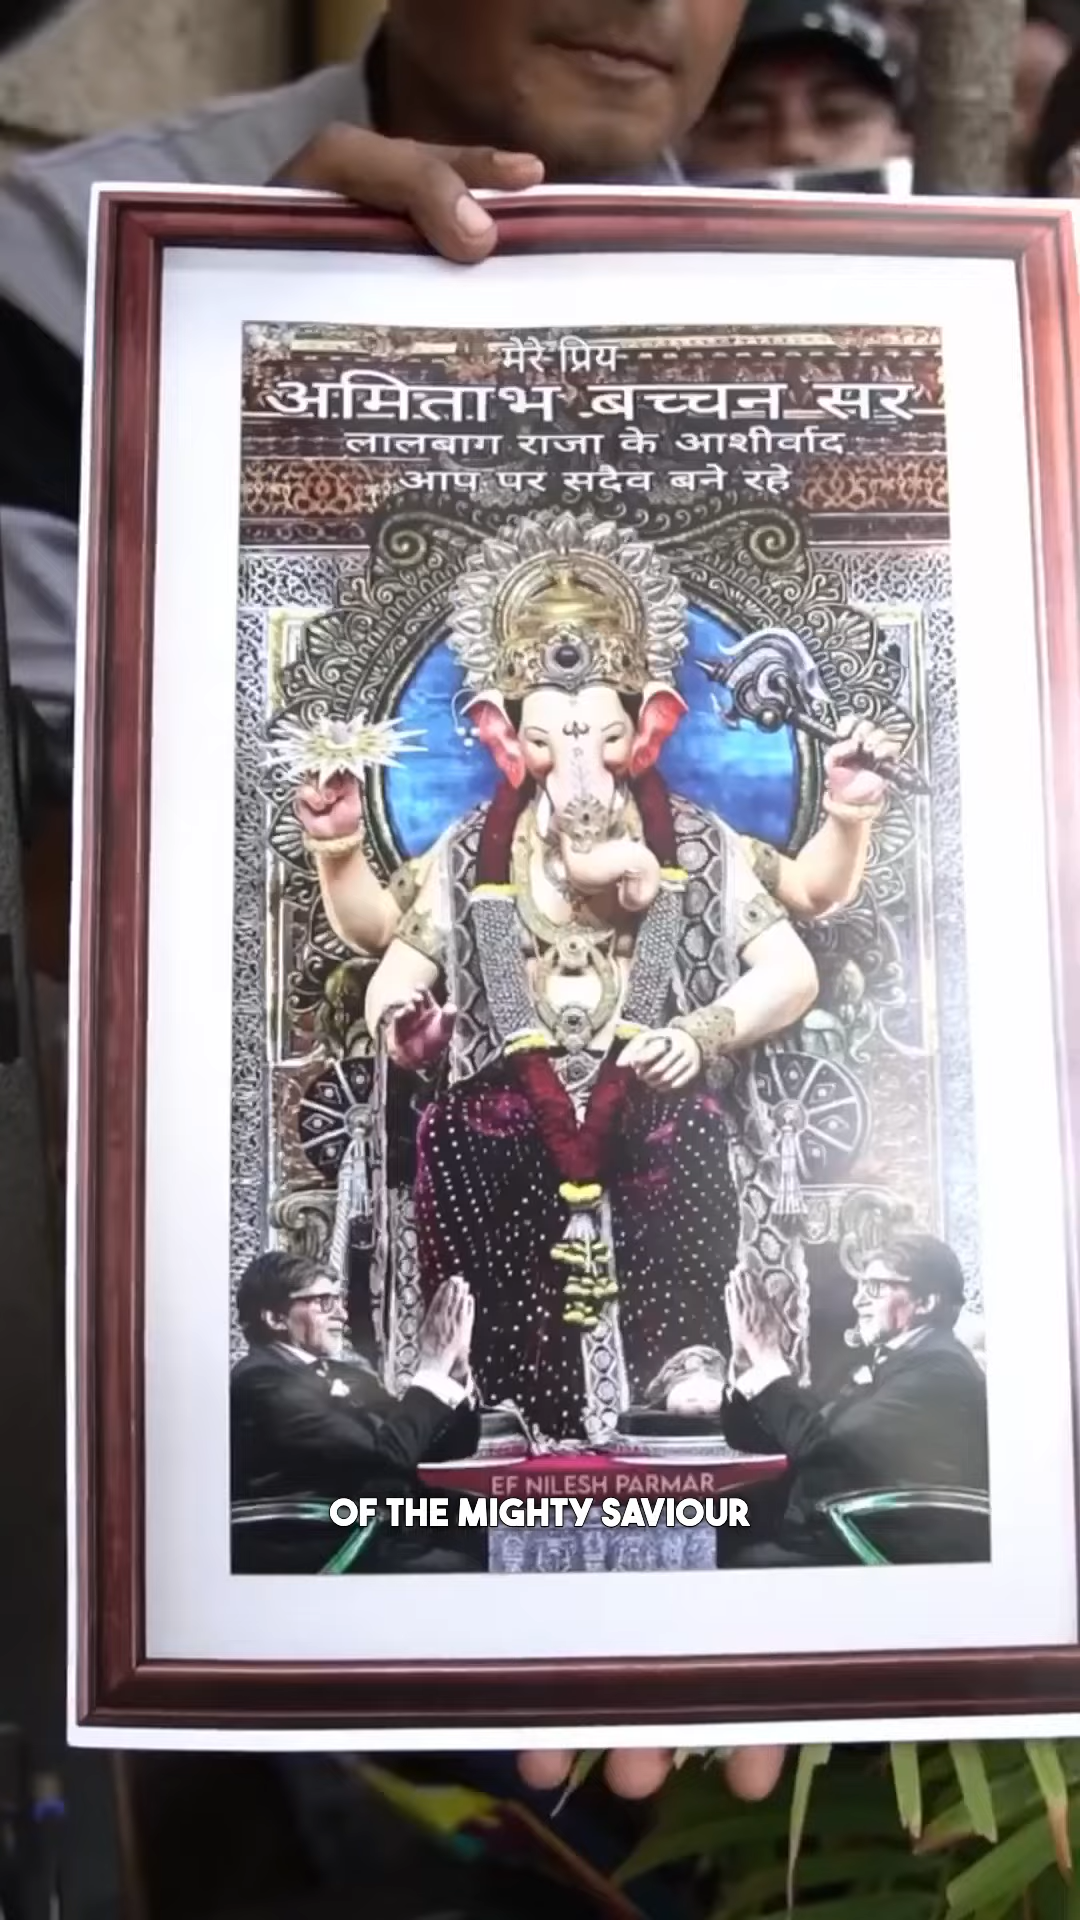 मेरे प्रिय
अमिताभ बच्चन सर
लालबाग राजा के आशीर्वाद
आप पर सदैव बने रहे
EF NILESH PARMAR
OF THE MIGHTY SAVIOUR